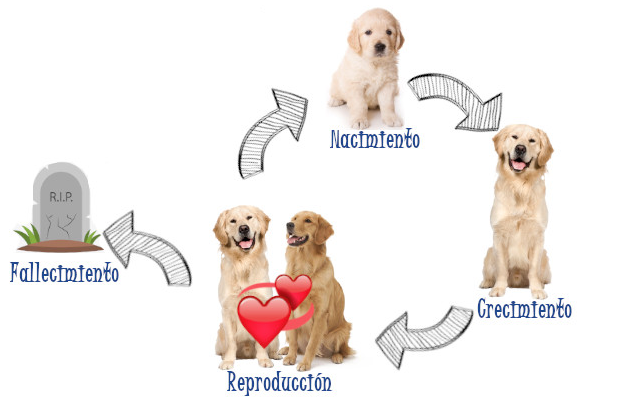 Nacimiento
R.I.P.
Fallecimiento
Crecimiento
Reproducción